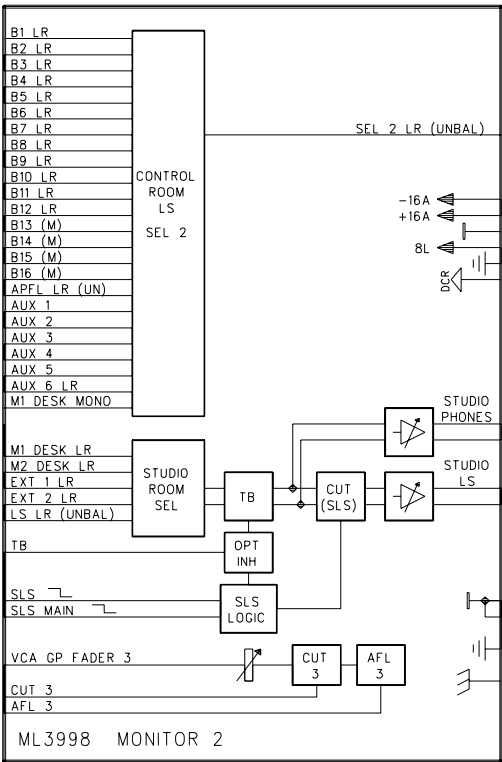 B1 LR
B2 LR
B3 LR
B4 LR
B5 LR
B6 LR
B7 LR
B8 LR
B9 LR
B10 LR
B11 LR
B12 LR
B13 (M)
B14 (M)
B15 (M)
B16 (M)
APFL LR (UN)
AUX 1
AUX 2
AUX 3
AUX 4
AUX 5
AUX 6 LR
M1 DESK MONO
CONTROL
ROOM
LS
SEL 2
SEL 2 LR (UNBAL)
-16A
+16A
8L
DCR
M1 DESK LR
M2 DESK LR
EXT 1 LR
EXT 2 LR
LS LR (UNBAL)
STUDIO
ROOM
SEL
TB
CUT
(SLS)
STUDIO
PHONES
STUDIO
LS
TB
OPT
INH
SLS
SLS MAIN
SLS
LOGIC
VCA GP FADER 3
CUT
3
AFL
3
CUT 3
AFL 3
ML3998 MONITOR 2